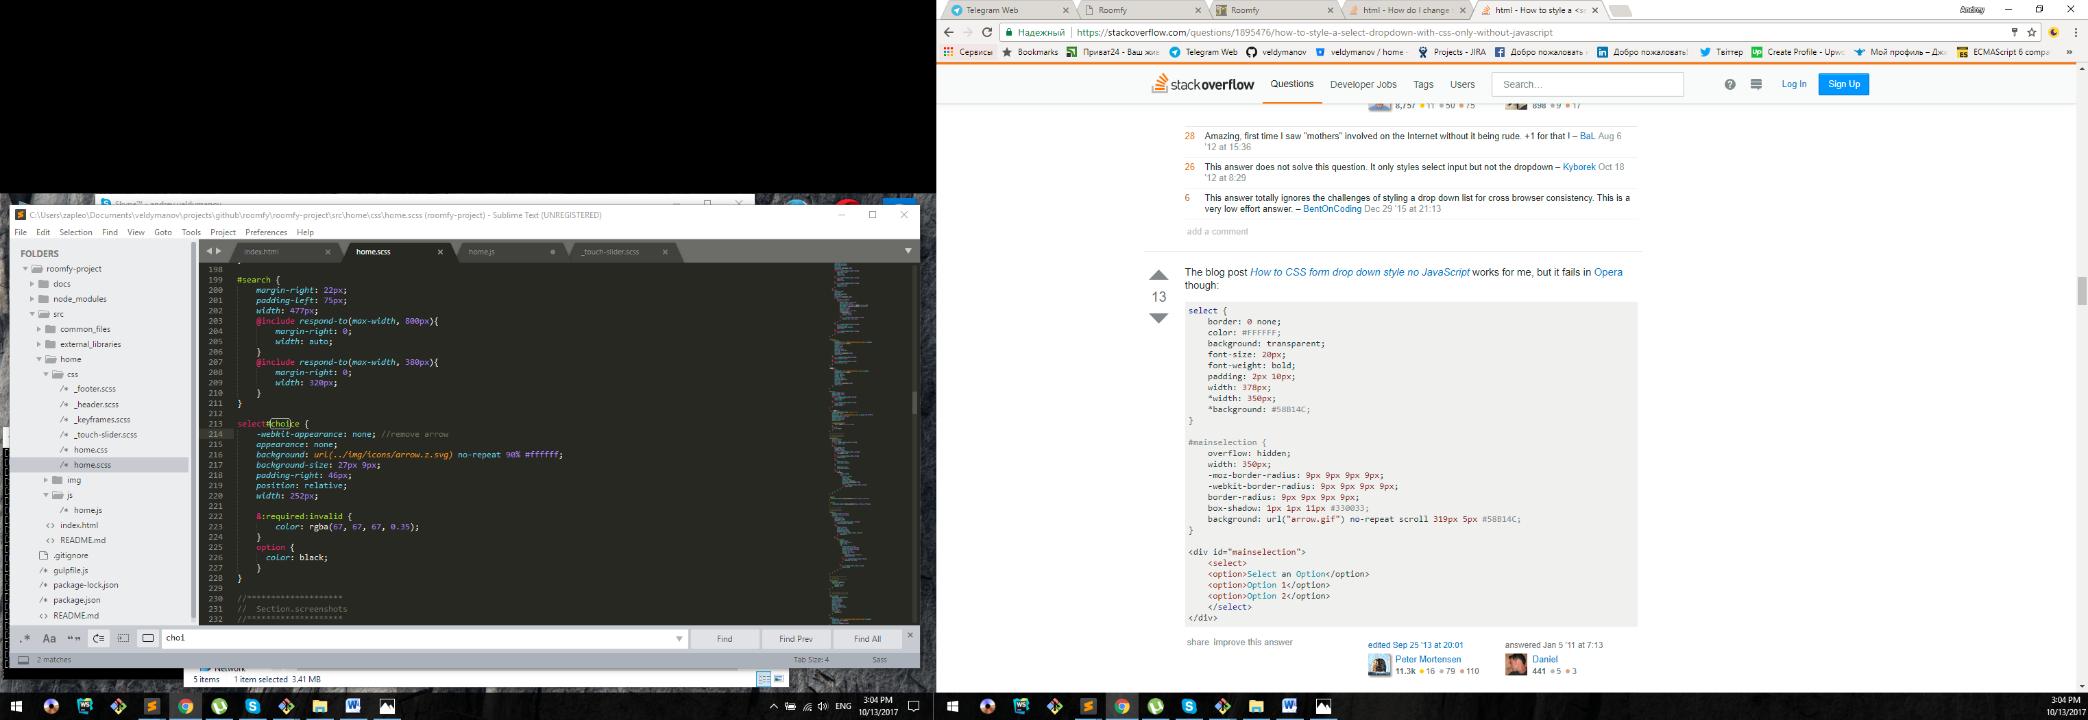 C:\Users\zapleo\Documents\veldymanov\projects\github\roomfy\roomfy-project\src\home\css\home.scss (roomfy-project) - Sublime Text (UNREGISTERED)
File Edit Selection Find View Goto Tools Project Preferences Help
FOLDERS
roomfy-project
docs
node_modules
src
common_files
external_libraries
home
css
_footer.scss
_header.scss
_keyframes.scss
_touch-slider.scss
home.css
home.scss
img
js
home.js
index.html
README.md
.gitignore
gulpfile.js
package-lock.json
package.json
README.md
index.html home.scss home.js _touch-slider.scss
198
199 #search {
200 margin-right: 22px;
201 padding-left: 75px;
202 width: 477px;
203 @include respond-to(max-width, 800px){
204 margin-right: 0;
205 width: auto;
206 }
207 @include respond-to(max-width, 380px){
208 margin-right: 0;
209 width: 320px;
210 }
211 }
212
213 select#choice {
214 -webkit-appearance: none; //remove arrow
215 appearance: none;
216 background: url(../img/icons/arrow.z.svg) no-repeat 90% #ffffff;
217 background-size: 27px 9px;
218 padding-right: 46px;
219 position: relative;
220 width: 252px;
221
222 &:required:invalid {
223 color: rgba(67, 67, 67, 0.35);
224 }
225 option {
226 color: black;
227 }
228 }
229
230 //********************
231 // Section.screenshots
232 //********************
.* Aa choi Find Find Prev Find All
2 matches Tab Size: 4 Sass
Network
5 items 1 item selected 3.41 MB
ENG 3:04 PM
10/13/2017
Telegram Web Roomfy Roomfy html - How do I change html - How to style a <se Andrey
Надежный https://stackoverflow.com/questions/1895476/how-to-style-a-select-dropdown-with-css-only-without-javascript
Сервисы Bookmarks Приват24 - Ваш жиз Telegram Web veldymanov veldymanov / home Projects - JIRA Добро пожаловать Добро пожаловать! Твіттер Create Profile - Upwo Мой профиль – Джи ECMAScript 6 compa
stackoverflow Questions Developer Jobs Tags Users Search... Log In Sign Up
8,757 11 50 75 898 9 17
28 Amazing, first time I saw "mothers" involved on the Internet without it being rude. +1 for that ! – BaL Aug 6
'12 at 15:36
26 This answer does not solve this question. It only styles select input but not the dropdown – Kyborek Oct 18
'12 at 8:29
6 This answer totally ignores the challenges of styling a drop down list for cross browser consistency. This is a
very low effort answer. – BentOnCoding Dec 29 '15 at 21:13
add a comment
13
The blog post How to CSS form drop down style no JavaScript works for me, but it fails in Opera
though:
select {
border: 0 none;
color: #FFFFFF;
background: transparent;
font-size: 20px;
font-weight: bold;
padding: 2px 10px;
width: 378px;
*width: 350px;
*background: #58B14C;
}
#mainselection {
overflow: hidden;
width: 350px;
-moz-border-radius: 9px 9px 9px 9px;
-webkit-border-radius: 9px 9px 9px 9px;
border-radius: 9px 9px 9px 9px;
box-shadow: 1px 1px 11px #330033;
background: url("arrow.gif") no-repeat scroll 319px 5px #58B14C;
}
<div id="mainselection">
<select>
<option>Select an Option</option>
<option>Option 1</option>
<option>Option 2</option>
</select>
</div>
share improve this answer
edited Sep 25 '13 at 20:01
Peter Mortensen
11.3k 16 79 110
answered Jan 5 '11 at 7:13
Daniel
441 5 3
3:04 PM
10/13/2017